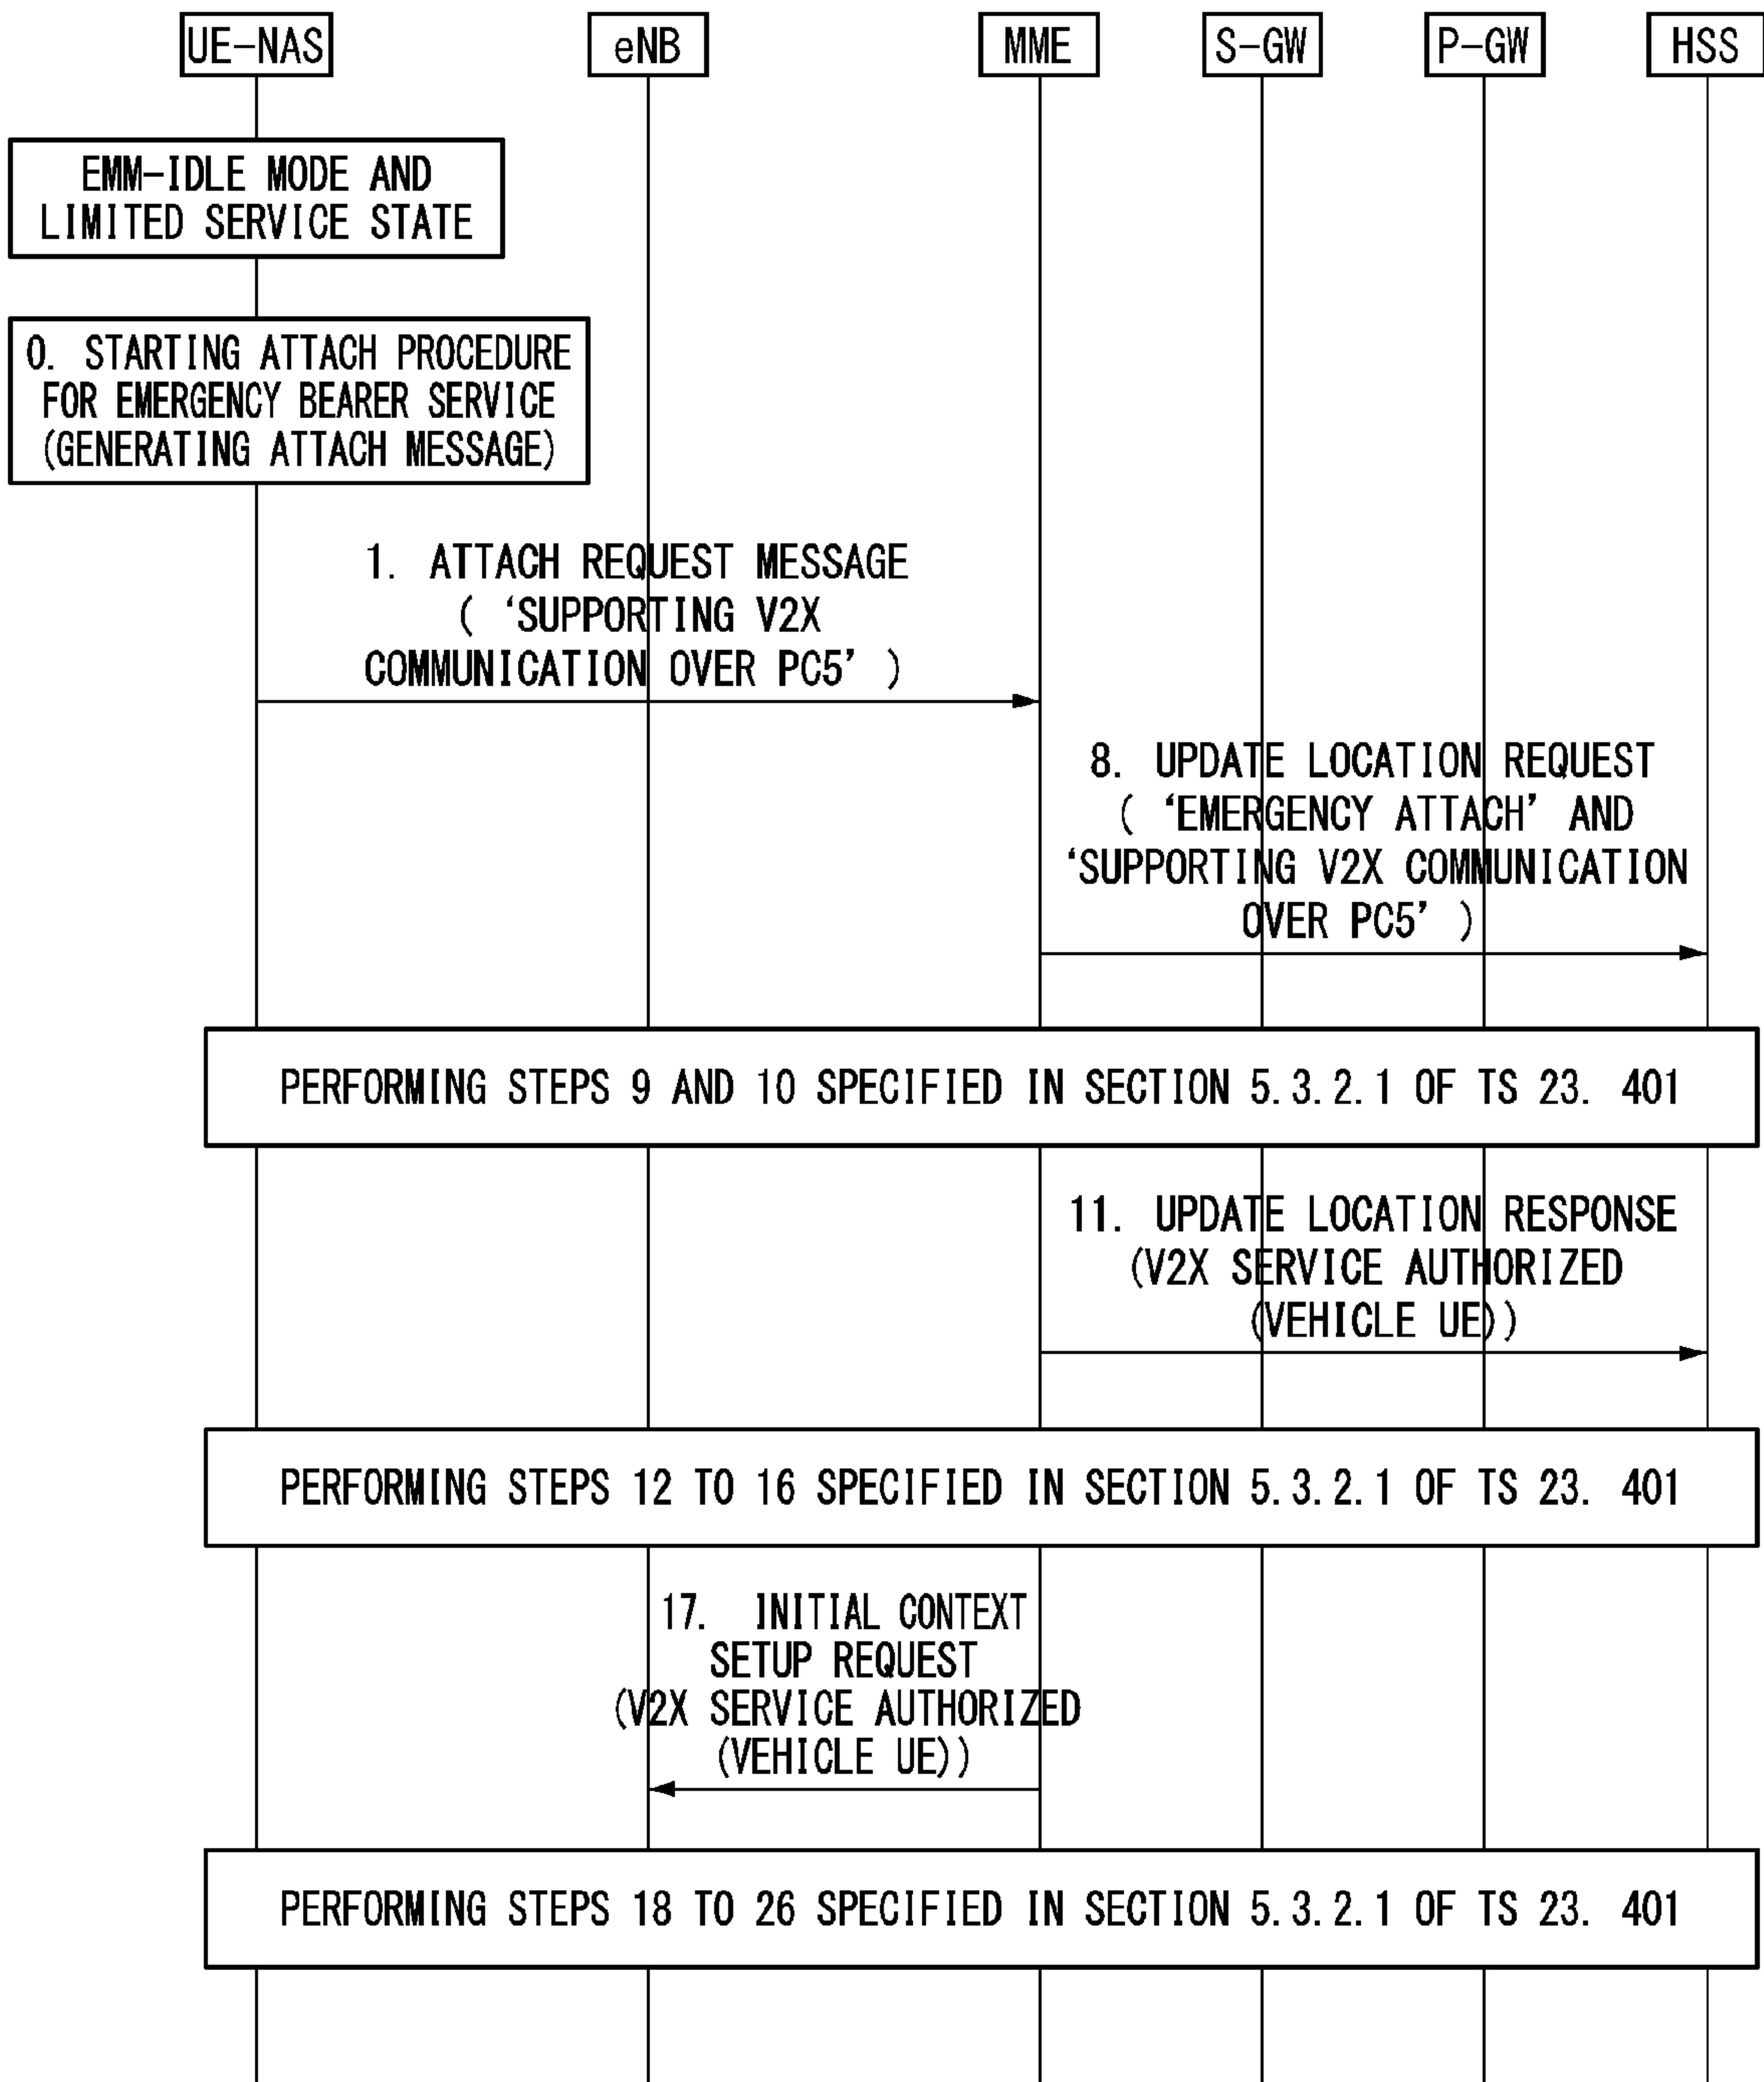 UE-NAS eNB MME S-GW P-GW HSS
EMM-IDLE MODE AND
LIMITED SERVICE STATE
0. STARTING ATTACH PROCEDURE
FOR EMERGENCY BEARER SERVICE
(GENERATING ATTACH MESSAGE)
1. ATTACH REQUEST MESSAGE
( ‘SUPPORTING V2X
COMMUNICATION OVER PC5’ )
8. UPDATE LOCATION REQUEST
( ‘EMERGENCY ATTACH’ AND
‘SUPPORTING V2X COMMUNICATION
OVER PC5’ )
PERFORMING STEPS 9 AND 10 SPECIFIED IN SECTION 5.3.2.1 OF TS 23. 401
11. UPDATE LOCATION RESPONSE
(V2X SERVICE AUTHORIZED
(VEHICLE UE))
PERFORMING STEPS 12 TO 16 SPECIFIED IN SECTION 5.3.2.1 OF TS 23. 401
17. INITIAL CONTEXT
SETUP REQUEST
(V2X SERVICE AUTHORIZED
(VEHICLE UE))
PERFORMING STEPS 18 TO 26 SPECIFIED IN SECTION 5.3.2.1 OF TS 23. 401